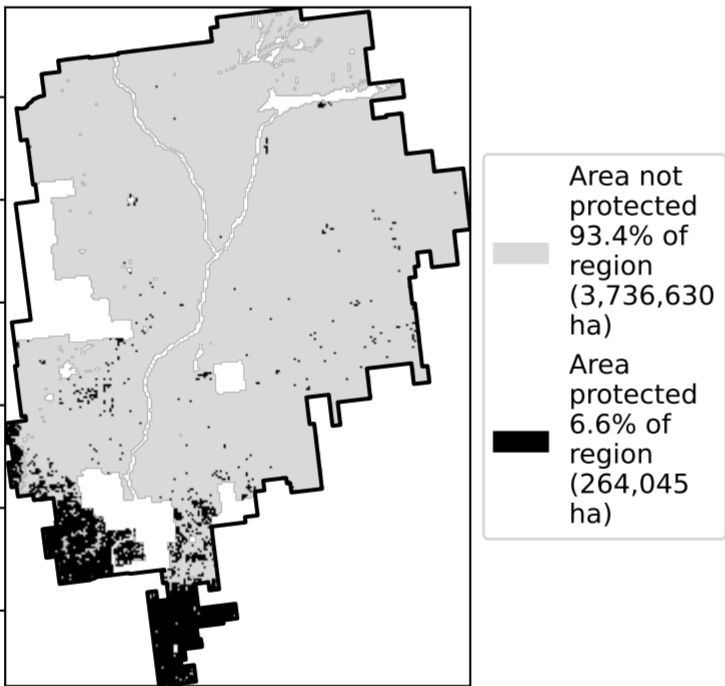 Area not
protected
93.4% of
region
(3,736,630
ha)
Area
protected
6.6% of
region
(264,045
ha)